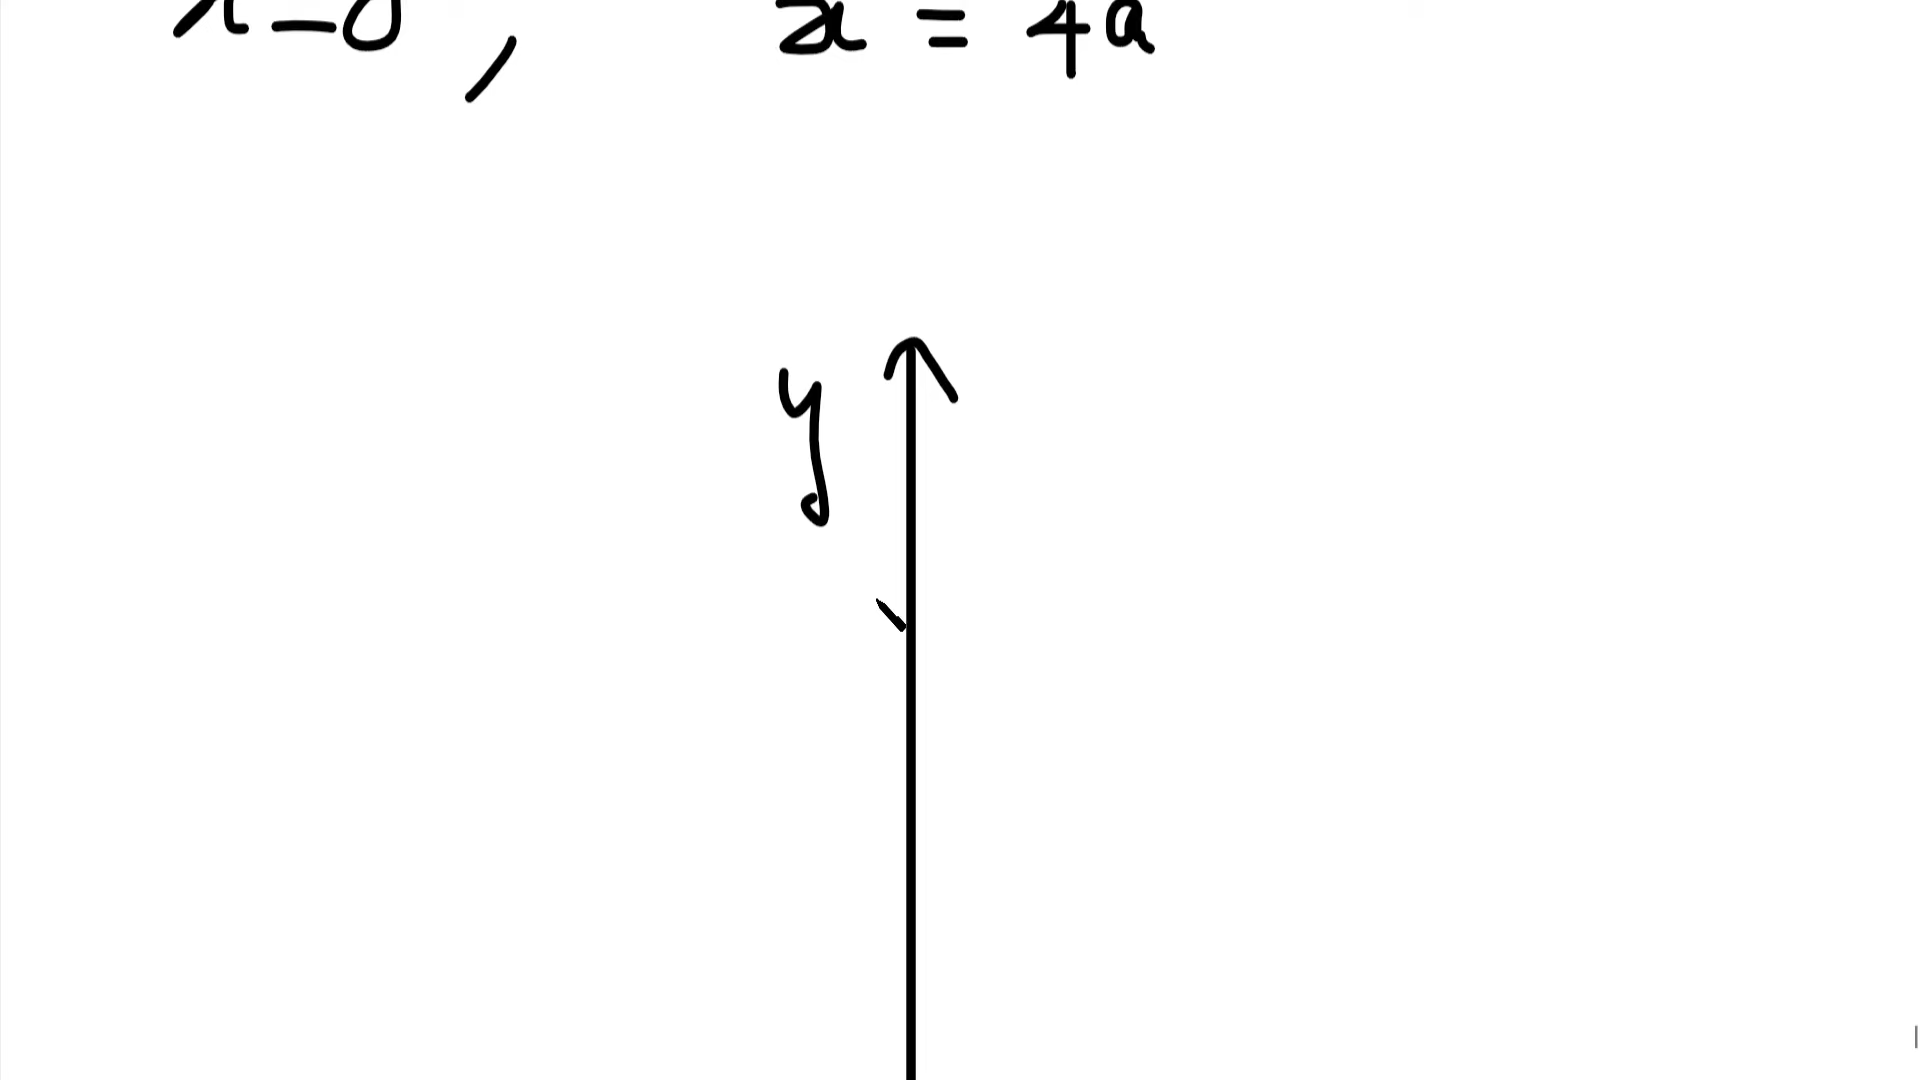 x=0, x = 4a
y